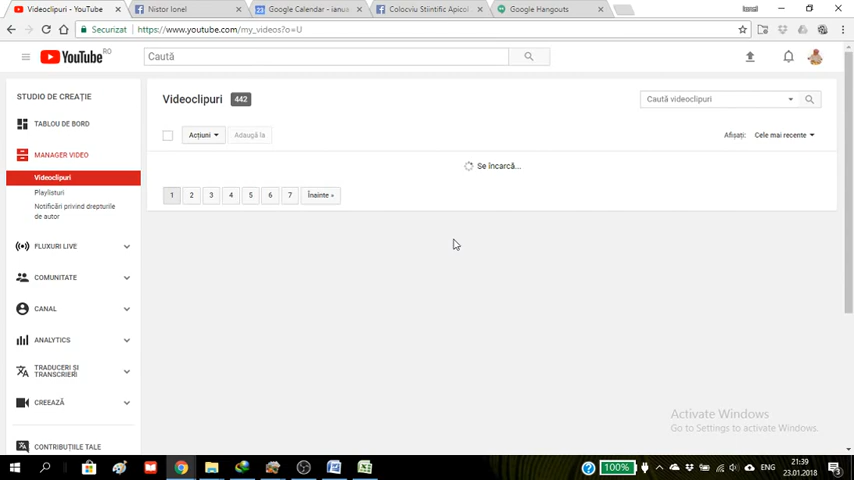 Videoclipuri - YouTube
Nistor Ionel
Google Calendar - ianua
Colocviu Stiintific Apicol
Google Hangouts
Ionel
Securizat
https://www.youtube.com/my_videos?o=U
YouTube RO
Caută
STUDIO DE CREAȚIE
Videoclipuri 442
Caută videoclipuri
TABLOU DE BORD
Acțiuni
Adaugă la
Afișați:
Cele mai recente
MANAGER VIDEO
Se încarcă...
Videoclipuri
Playlisturi
1 2 3 4 5 6 7 Înainte »
Notificări privind drepturile
de autor
FLUXURI LIVE
COMUNITATE
CANAL
ANALYTICS
TRADUCERI ȘI
TRANSCRIERI
CREEAZĂ
Activate Windows
Go to Settings to activate Windows.
CONTRIBUȚIILE TALE
100%
ENG
21:39
23.01.2018
3